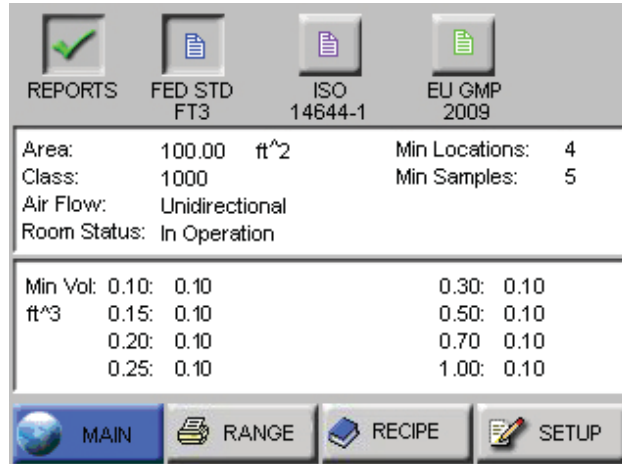 REPORTS FED STD FT3 ISO 14644-1 EU GMP 2009
Area: 100.00 ft^2 Min Locations: 4
Class: 1000 Min Samples: 5
Air Flow: Unidirectional
Room Status: In Operation
Min Vol: 0.10: 0.10 0.30: 0.10
ft^3 0.15: 0.10 0.50: 0.10
0.20: 0.10 0.70 0.10
0.25: 0.10 1.00: 0.10
MAIN RANGE RECIPE SETUP